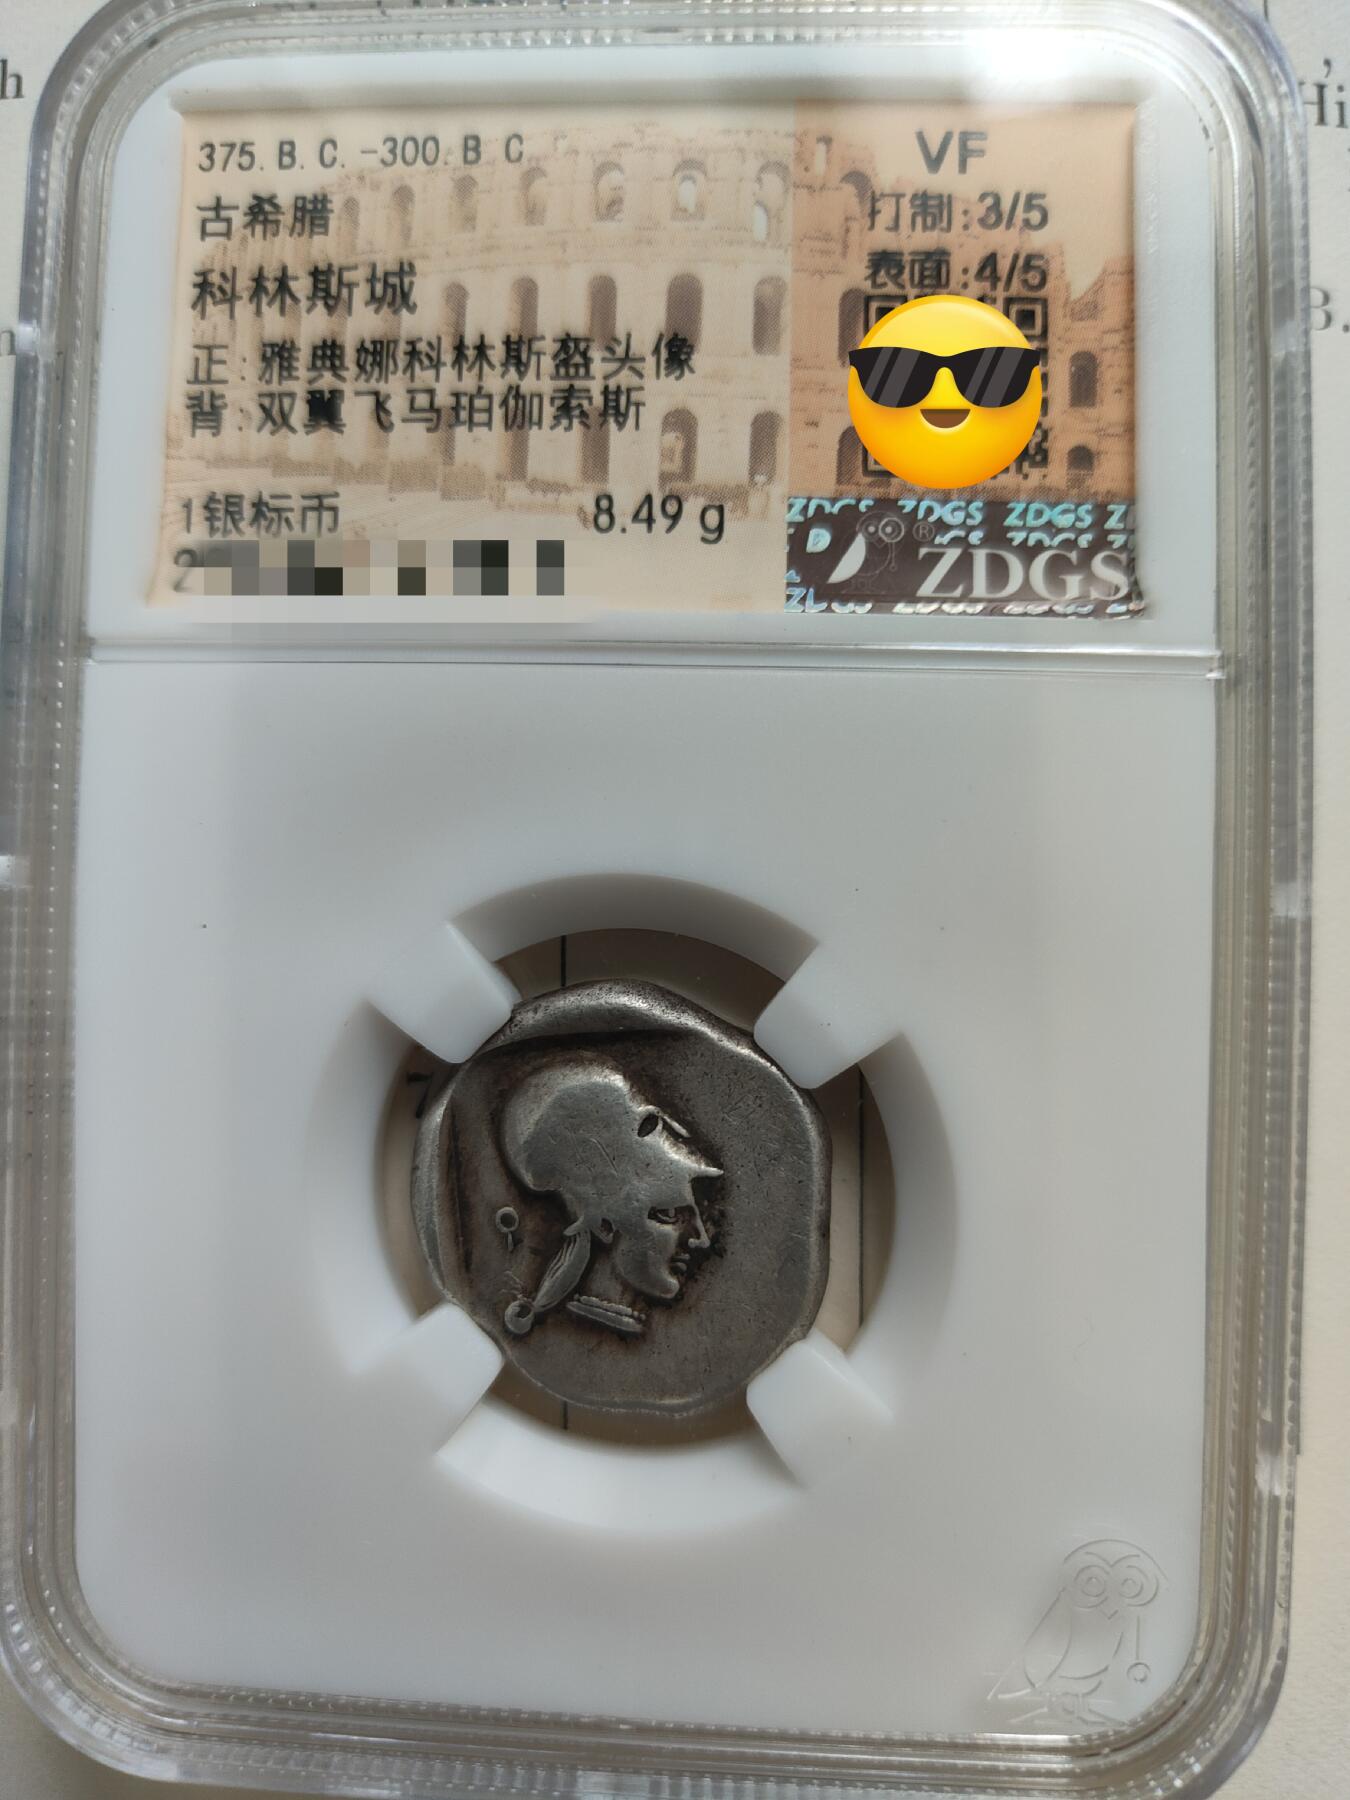 375.B.C.-300.B C
古希腊
科林斯城
正:雅典娜科林斯盔头像
背:双翼飞马珀伽索斯
1银标币
8.49 g
VF
打制:3/5
表面:4/5
ZDGS ZDGS ZDGS
ZDGS